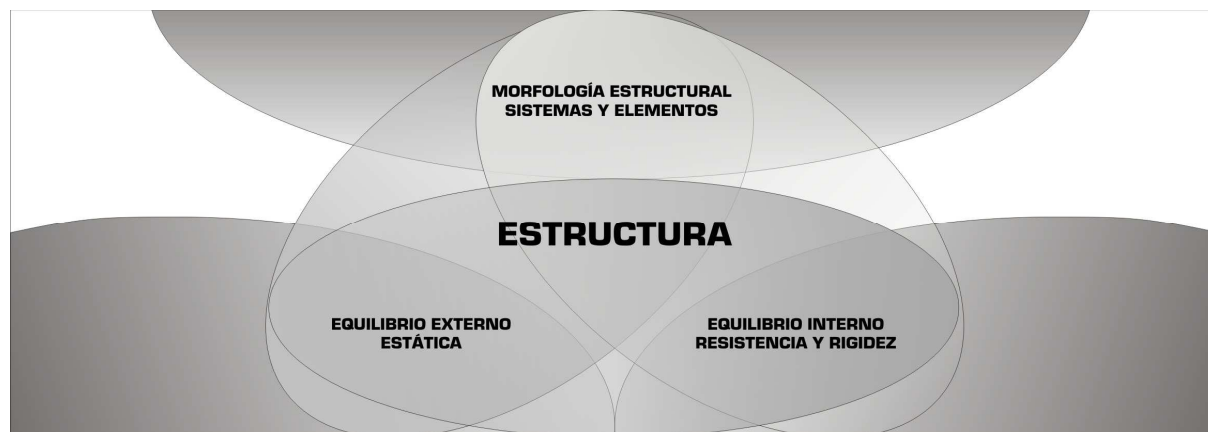 MORFOLOGÍA ESTRUCTURAL
SISTEMAS Y ELEMENTOS
ESTRUCTURA
EQUILIBRIO EXTERNO
ESTÁTICA
EQUILIBRIO INTERNO
RESISTENCIA Y RIGIDEZ